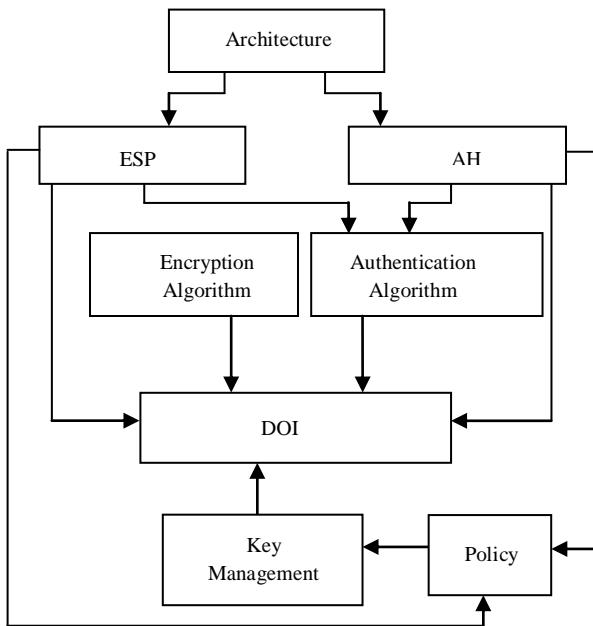 Architecture
ESP
AH
Encryption
Algorithm
Authentication
Algorithm
DOI
Key
Management
Policy